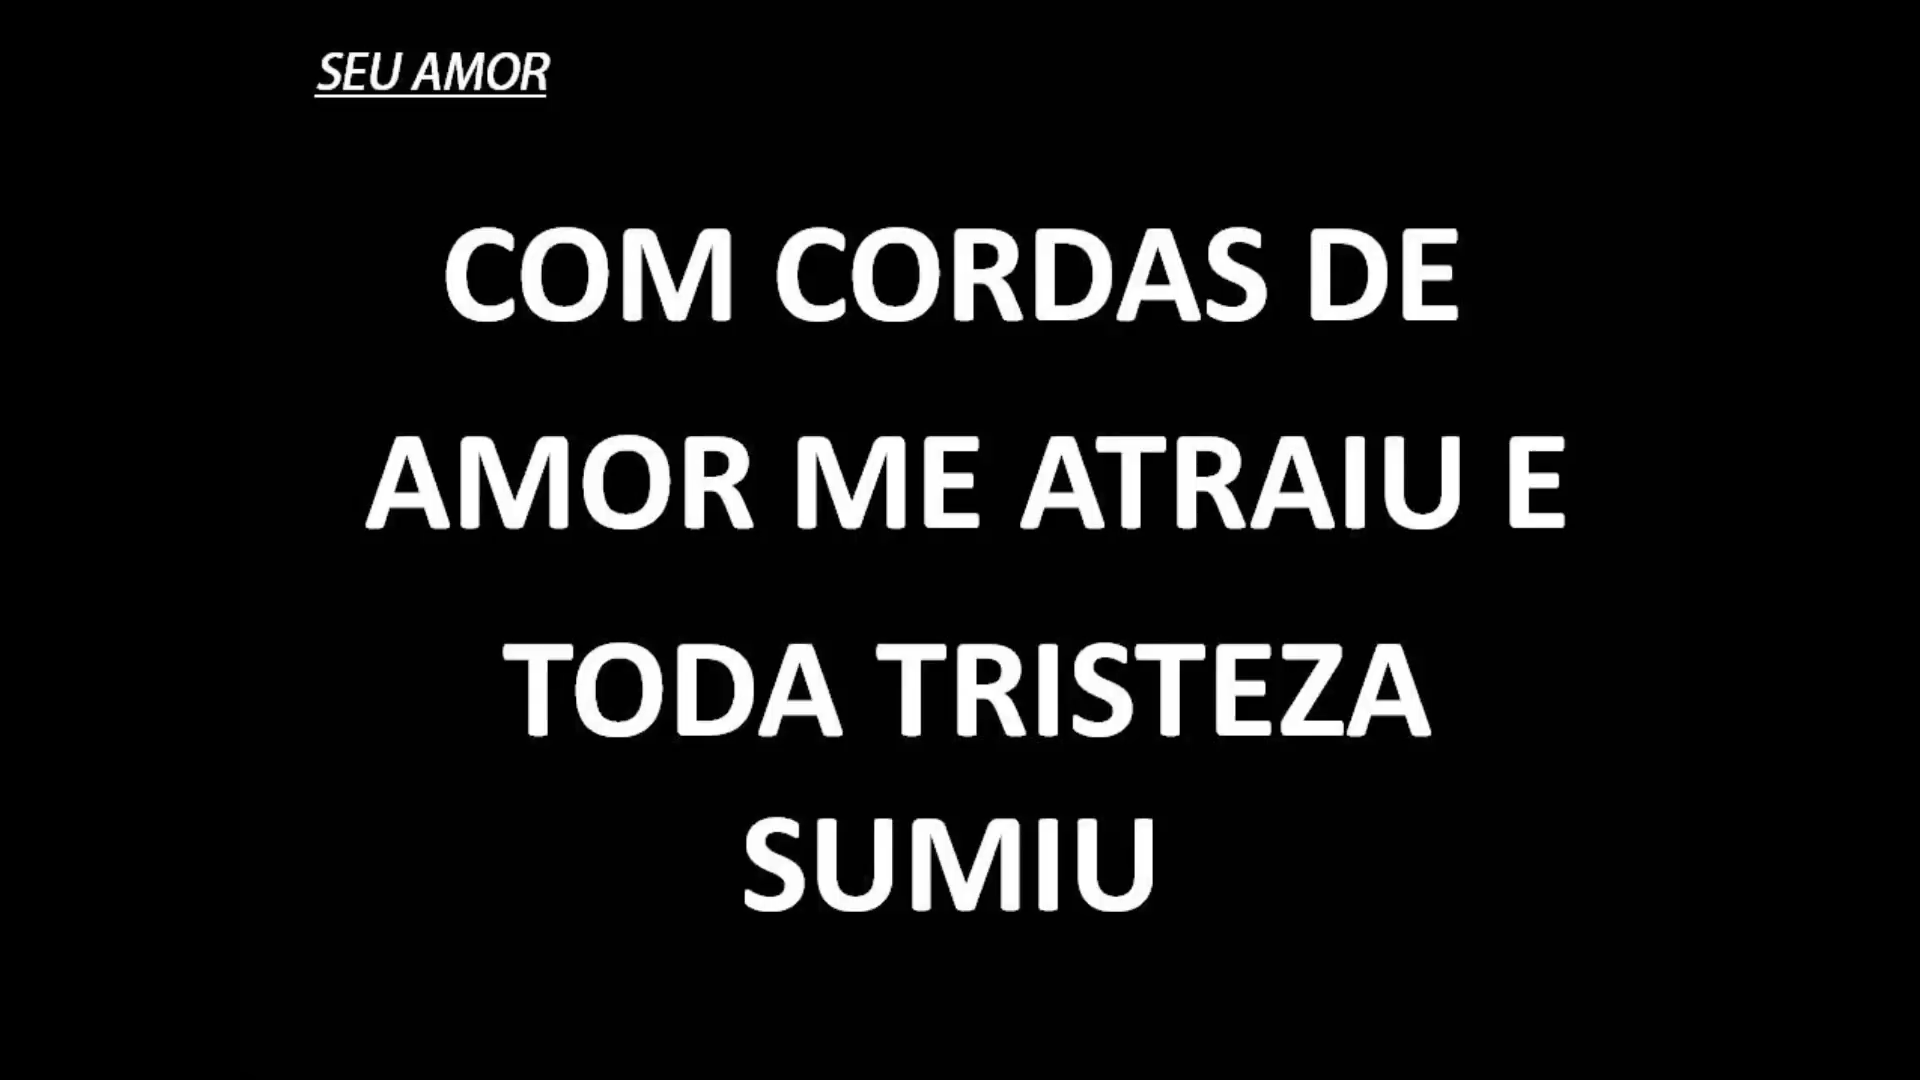 SEU AMOR
COM CORDAS DE
AMOR ME ATRAIU E
TODA TRISTEZA
SUMIU